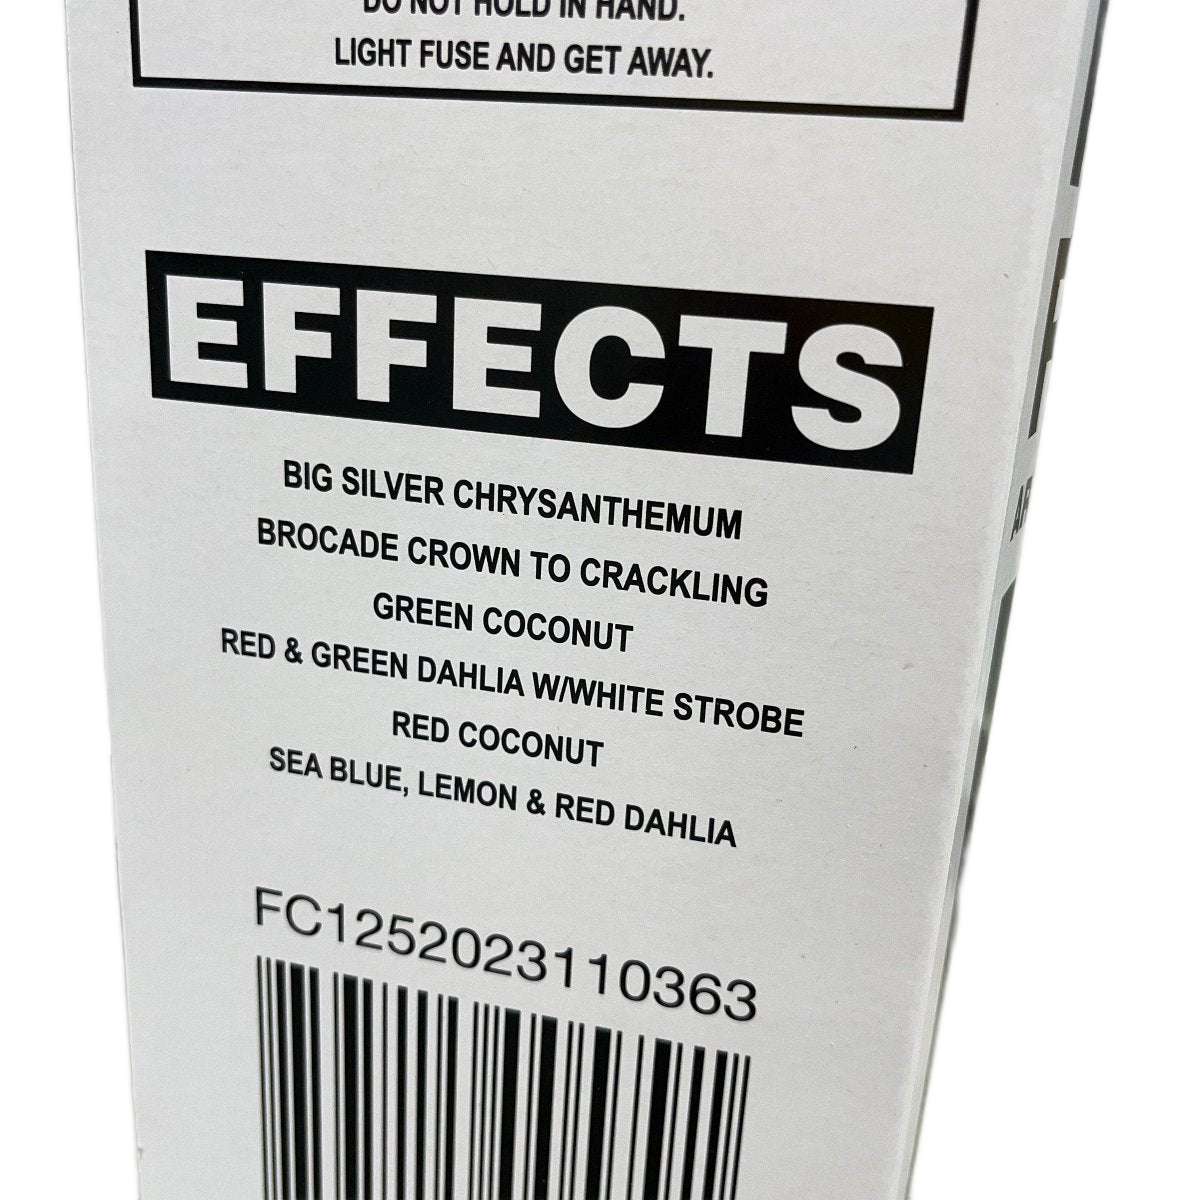 DO NOT HOLD IN HAND.
LIGHT FUSE AND GET AWAY.
EFFECTS
BIG SILVER CHRYSANTHEMUM
BROCADE CROWN TO CRACKLING
GREEN COCONUT
RED & GREEN DAHLIA W/WHITE STROBE
RED COCONUT
SEA BLUE, LEMON & RED DAHLIA
FC1252023110363